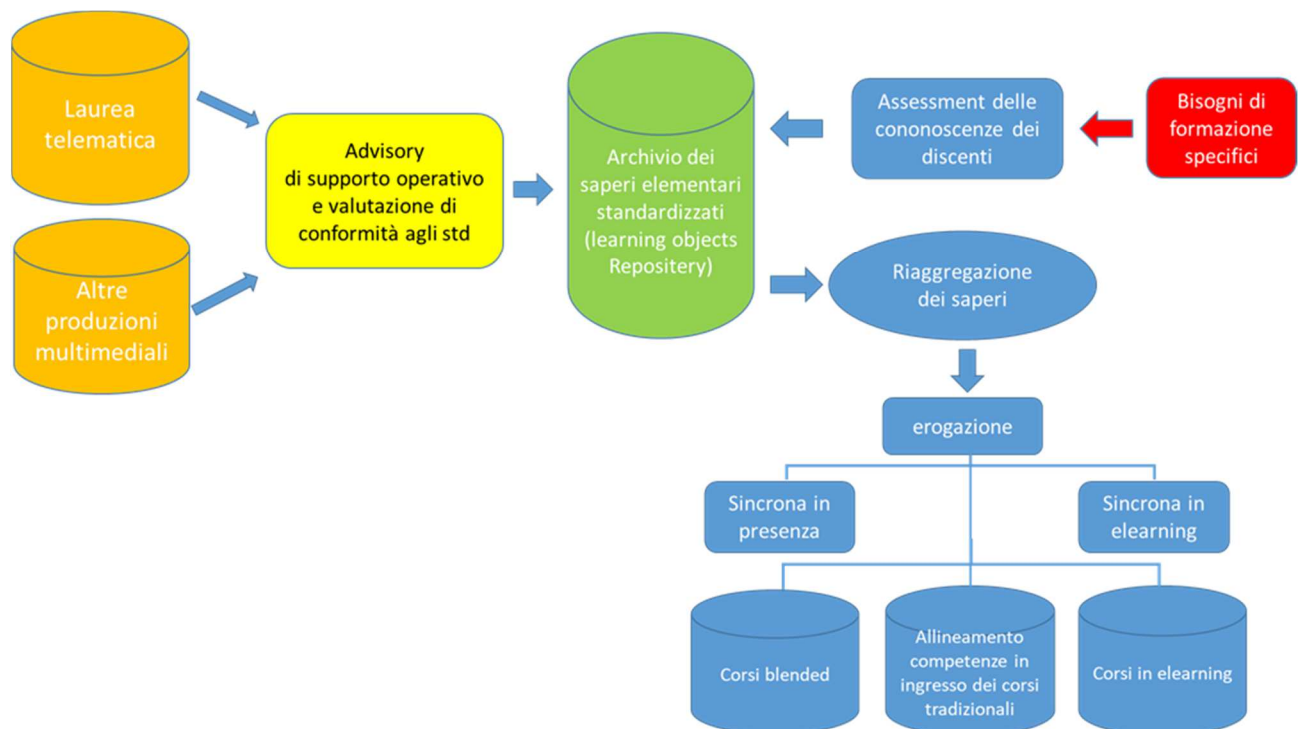 Laurea
telematica
Altre
produzioni
multimediali
Advisory
di supporto operativo
e valutazione di
conformità agli std
Archivio dei
saperi elementari
standardizzati
(learning objects
Repositery)
Assessment delle
cononoscenze dei
discenti
Bisogni di
formazione
specifici
Riaggregazione
dei saperi
erogazione
Sincrona in
presenza
Sincrona in
elearning
Corsi blended
Allineamento
competenze in
ingresso dei corsi
tradizionali
Corsi in elearning